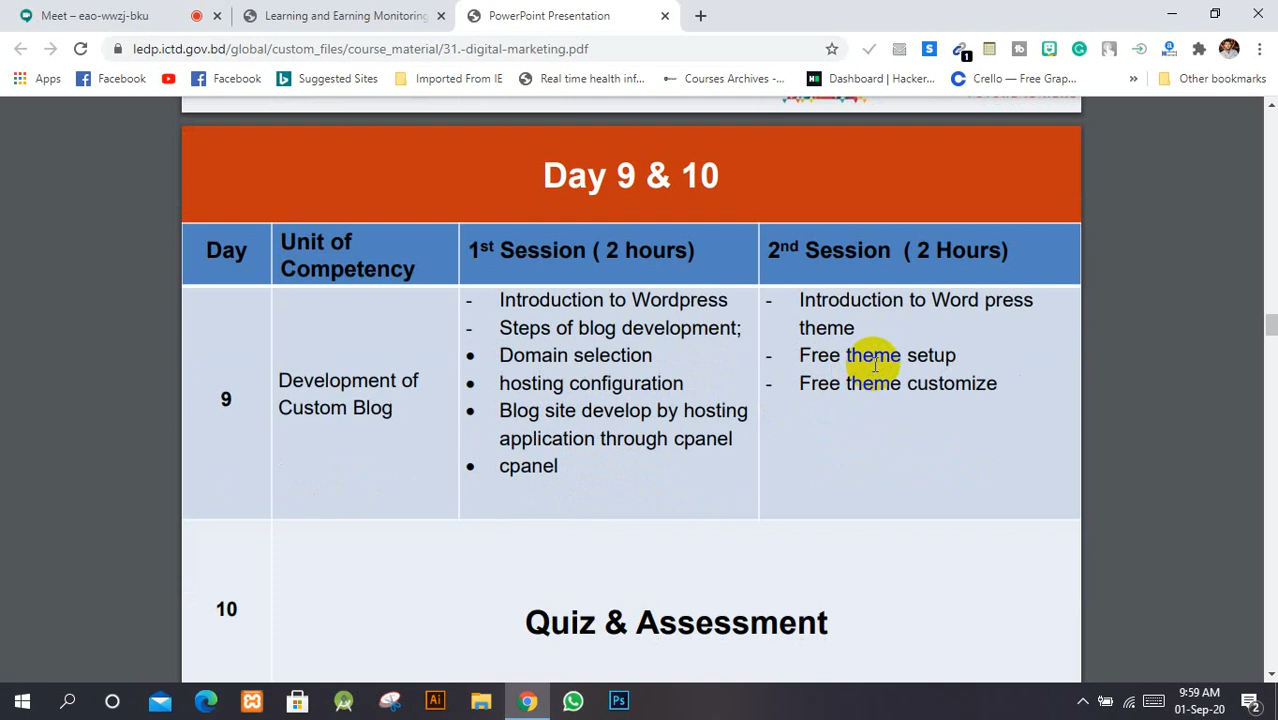 Meet – eao-wwzj-bku
Learning and Earning Monitoring
PowerPoint Presentation
ledp.ictd.gov.bd/global/custom_files/course_material/31.-digital-marketing.pdf
1
Apps
Facebook
Facebook
Suggested Sites
Imported From IE
Real time health inf...
Courses Archives -...
Dashboard | Hacker...
Crello — Free Grap...
»
Other bookmarks
Day 9 & 10
Day
Unit of
Competency
1st Session ( 2 hours)
2nd Session ( 2 Hours)
9
Development of
Custom Blog
- Introduction to Wordpress
- Steps of blog development;
• Domain selection
• hosting configuration
• Blog site develop by hosting
application through cpanel
• cpanel
- Introduction to Word press
theme
- Free theme setup
- Free theme customize
10
Quiz & Assessment
Ai
Ps
9:59 AM
01-Sep-20
2